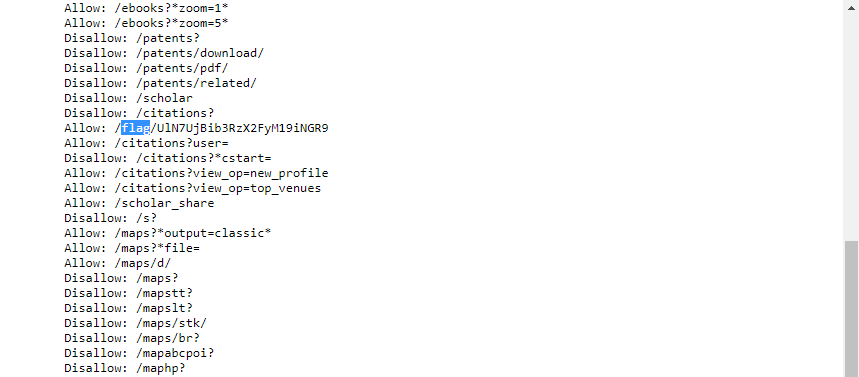 Allow: /ebooks?*zoom=1*
Allow: /ebooks?*zoom=5*
Disallow: /patents?
Disallow: /patents/download/
Disallow: /patents/pdf/
Disallow: /patents/related/
Disallow: /scholar
Disallow: /citations?
Allow: /flag/UlN7UjBib3RzX2FyM19iNGR9
Allow: /citations?user=
Disallow: /citations?*cstart=
Allow: /citations?view_op=new_profile
Allow: /citations?view_op=top_venues
Allow: /scholar_share
Disallow: /s?
Allow: /maps?*output=classic*
Allow: /maps?*file=
Allow: /maps/d/
Disallow: /maps?
Disallow: /mapstt?
Disallow: /mapslt?
Disallow: /maps/stk/
Disallow: /maps/br?
Disallow: /mapabcpoi?
Disallow: /maphp?